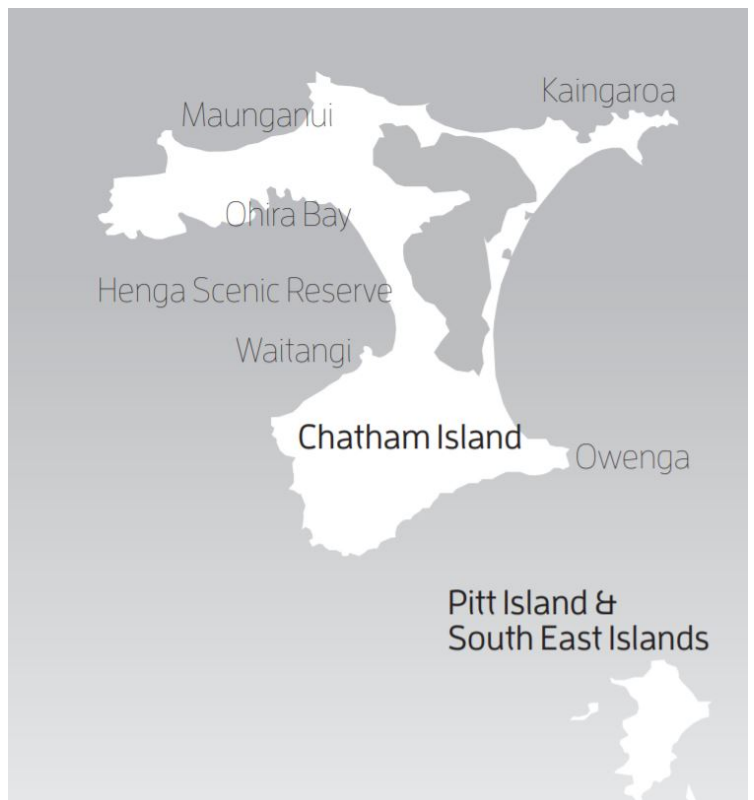 Kaingaroa
Maunganui
Ohira Bay
Henga Scenic Reserve
Waitangi
Chatham Island
Owenga
Pitt Island &
South East Islands